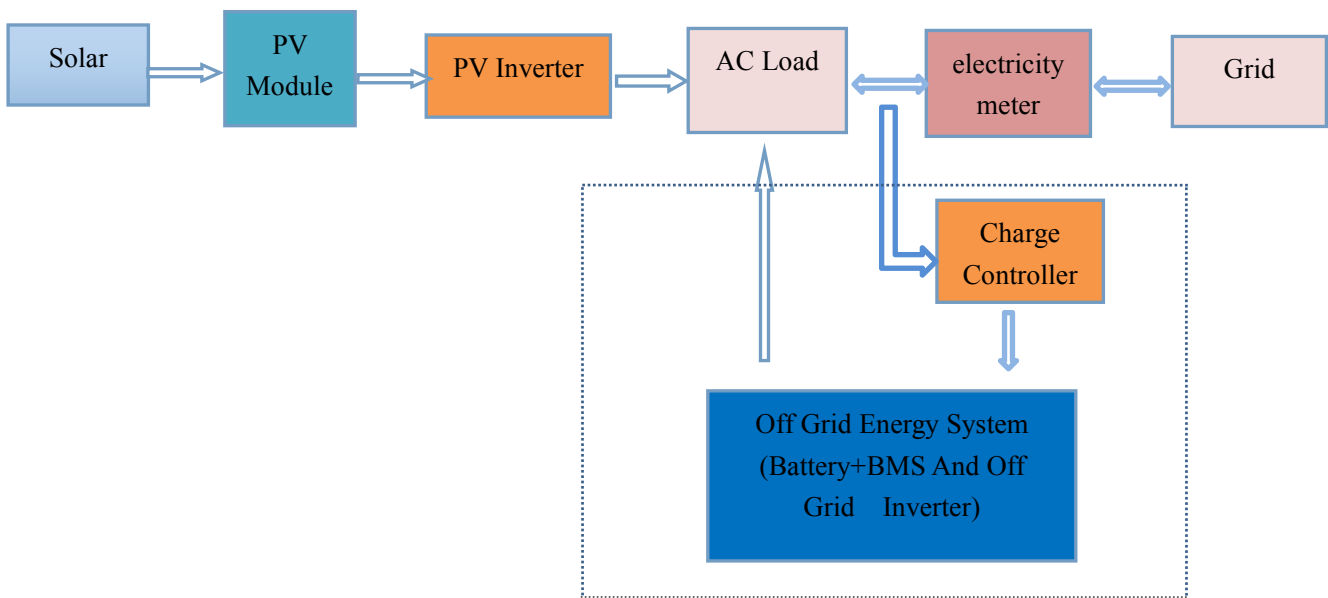 Solar
PV
Module
PV Inverter
AC Load
electricity
meter
Grid
Charge
Controller
Off Grid Energy System
(Battery+BMS And Off
Grid Inverter)